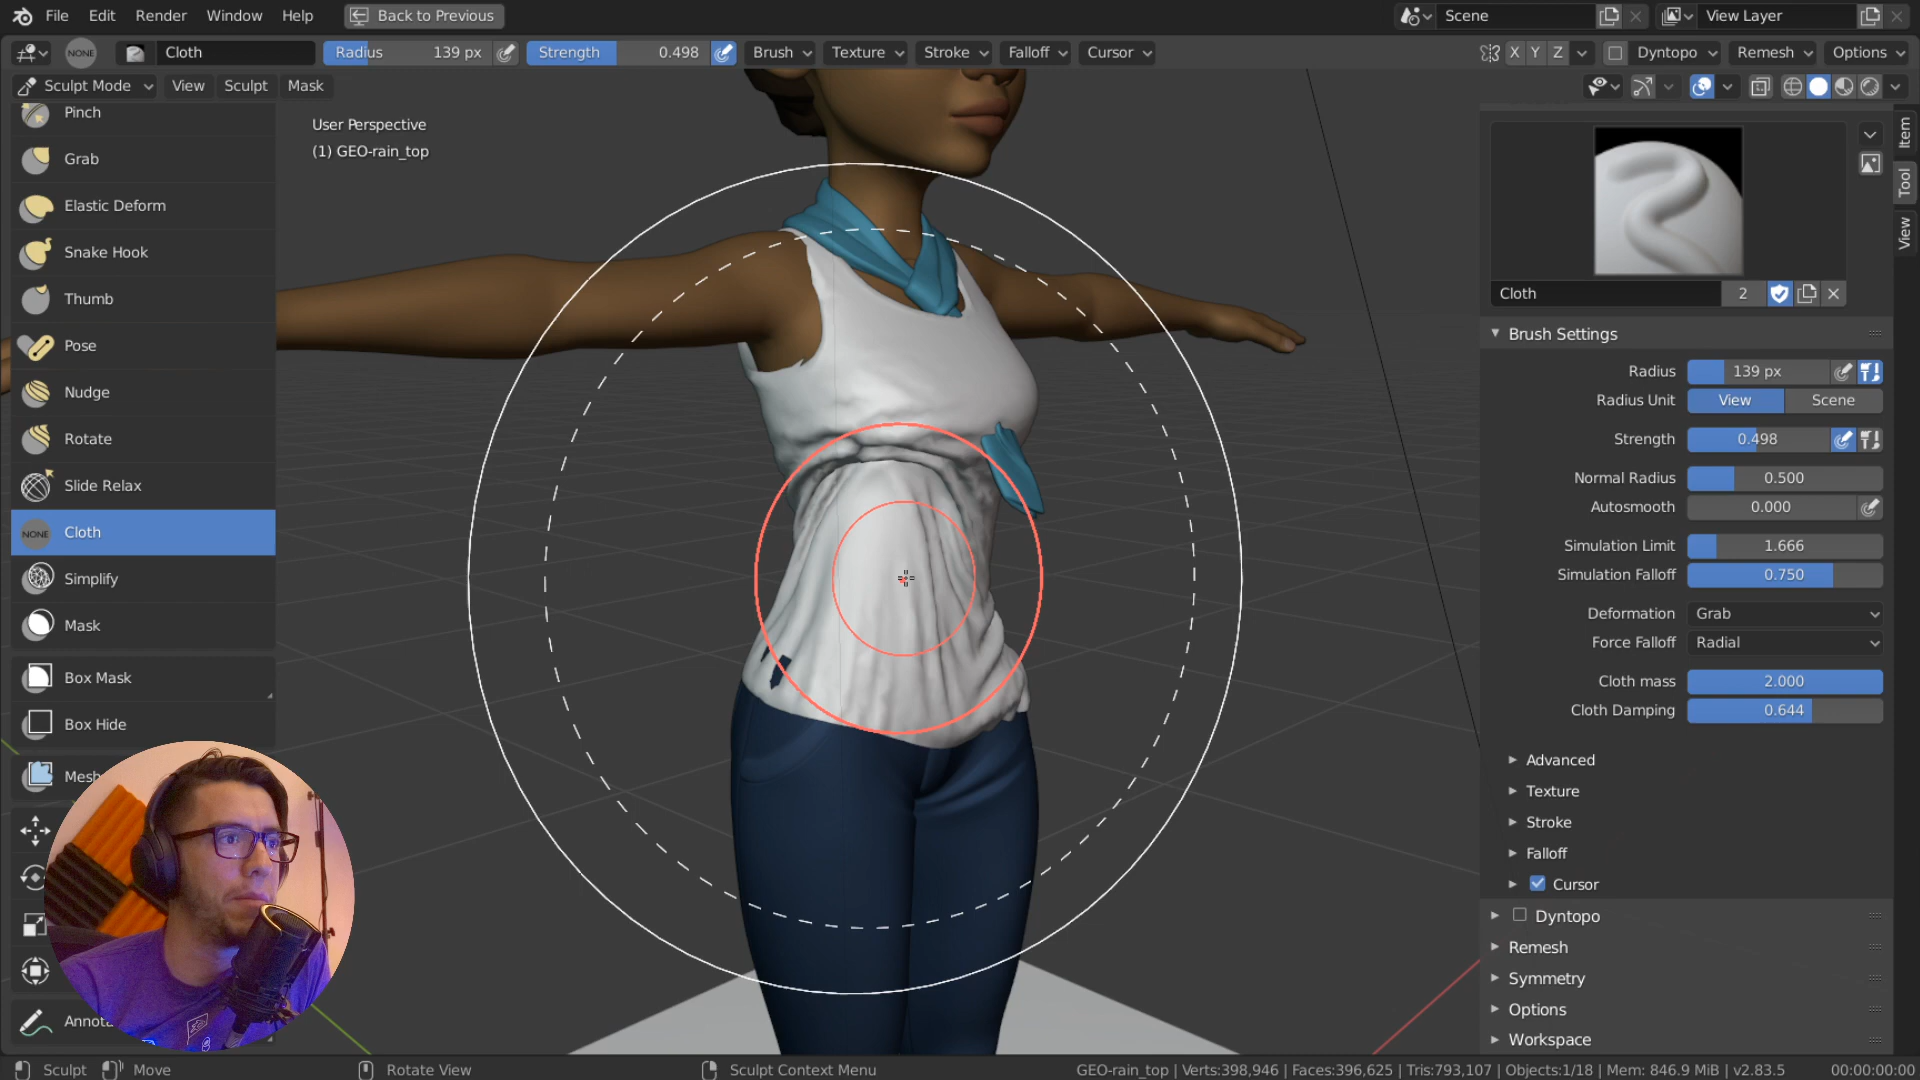 File Edit Render Window Help Back to Previous Scene View Layer
NONE Cloth Radius 139 px Strength 0.498 Brush Texture Stroke Falloff Cursor X Y Z Dyntopo Remesh Options
Sculpt Mode View Sculpt Mask
Pinch
Grab
Elastic Deform
Snake Hook
Thumb
Pose
Nudge
Rotate
Slide Relax
NONE Cloth
Simplify
Mask
Box Mask
Box Hide
Mesh
Annota
User Perspective
(1) GEO-rain_top
Item
Tool
View
Cloth 2
Brush Settings
Radius 139 px
Radius Unit View Scene
Strength 0.498
Normal Radius 0.500
Autosmooth 0.000
Simulation Limit 1.666
Simulation Falloff 0.750
Deformation Grab
Force Falloff Radial
Cloth mass 2.000
Cloth Damping 0.644
Advanced
Texture
Stroke
Falloff
Cursor
Dyntopo
Remesh
Symmetry
Options
Workspace
Sculpt Move Rotate View Sculpt Context Menu GEO-rain_top | Verts:398,946 | Faces:396,625 | Tris:793,107 | Objects:1/18 | Mem: 846.9 MiB | v2.83.5 00:00:00:00